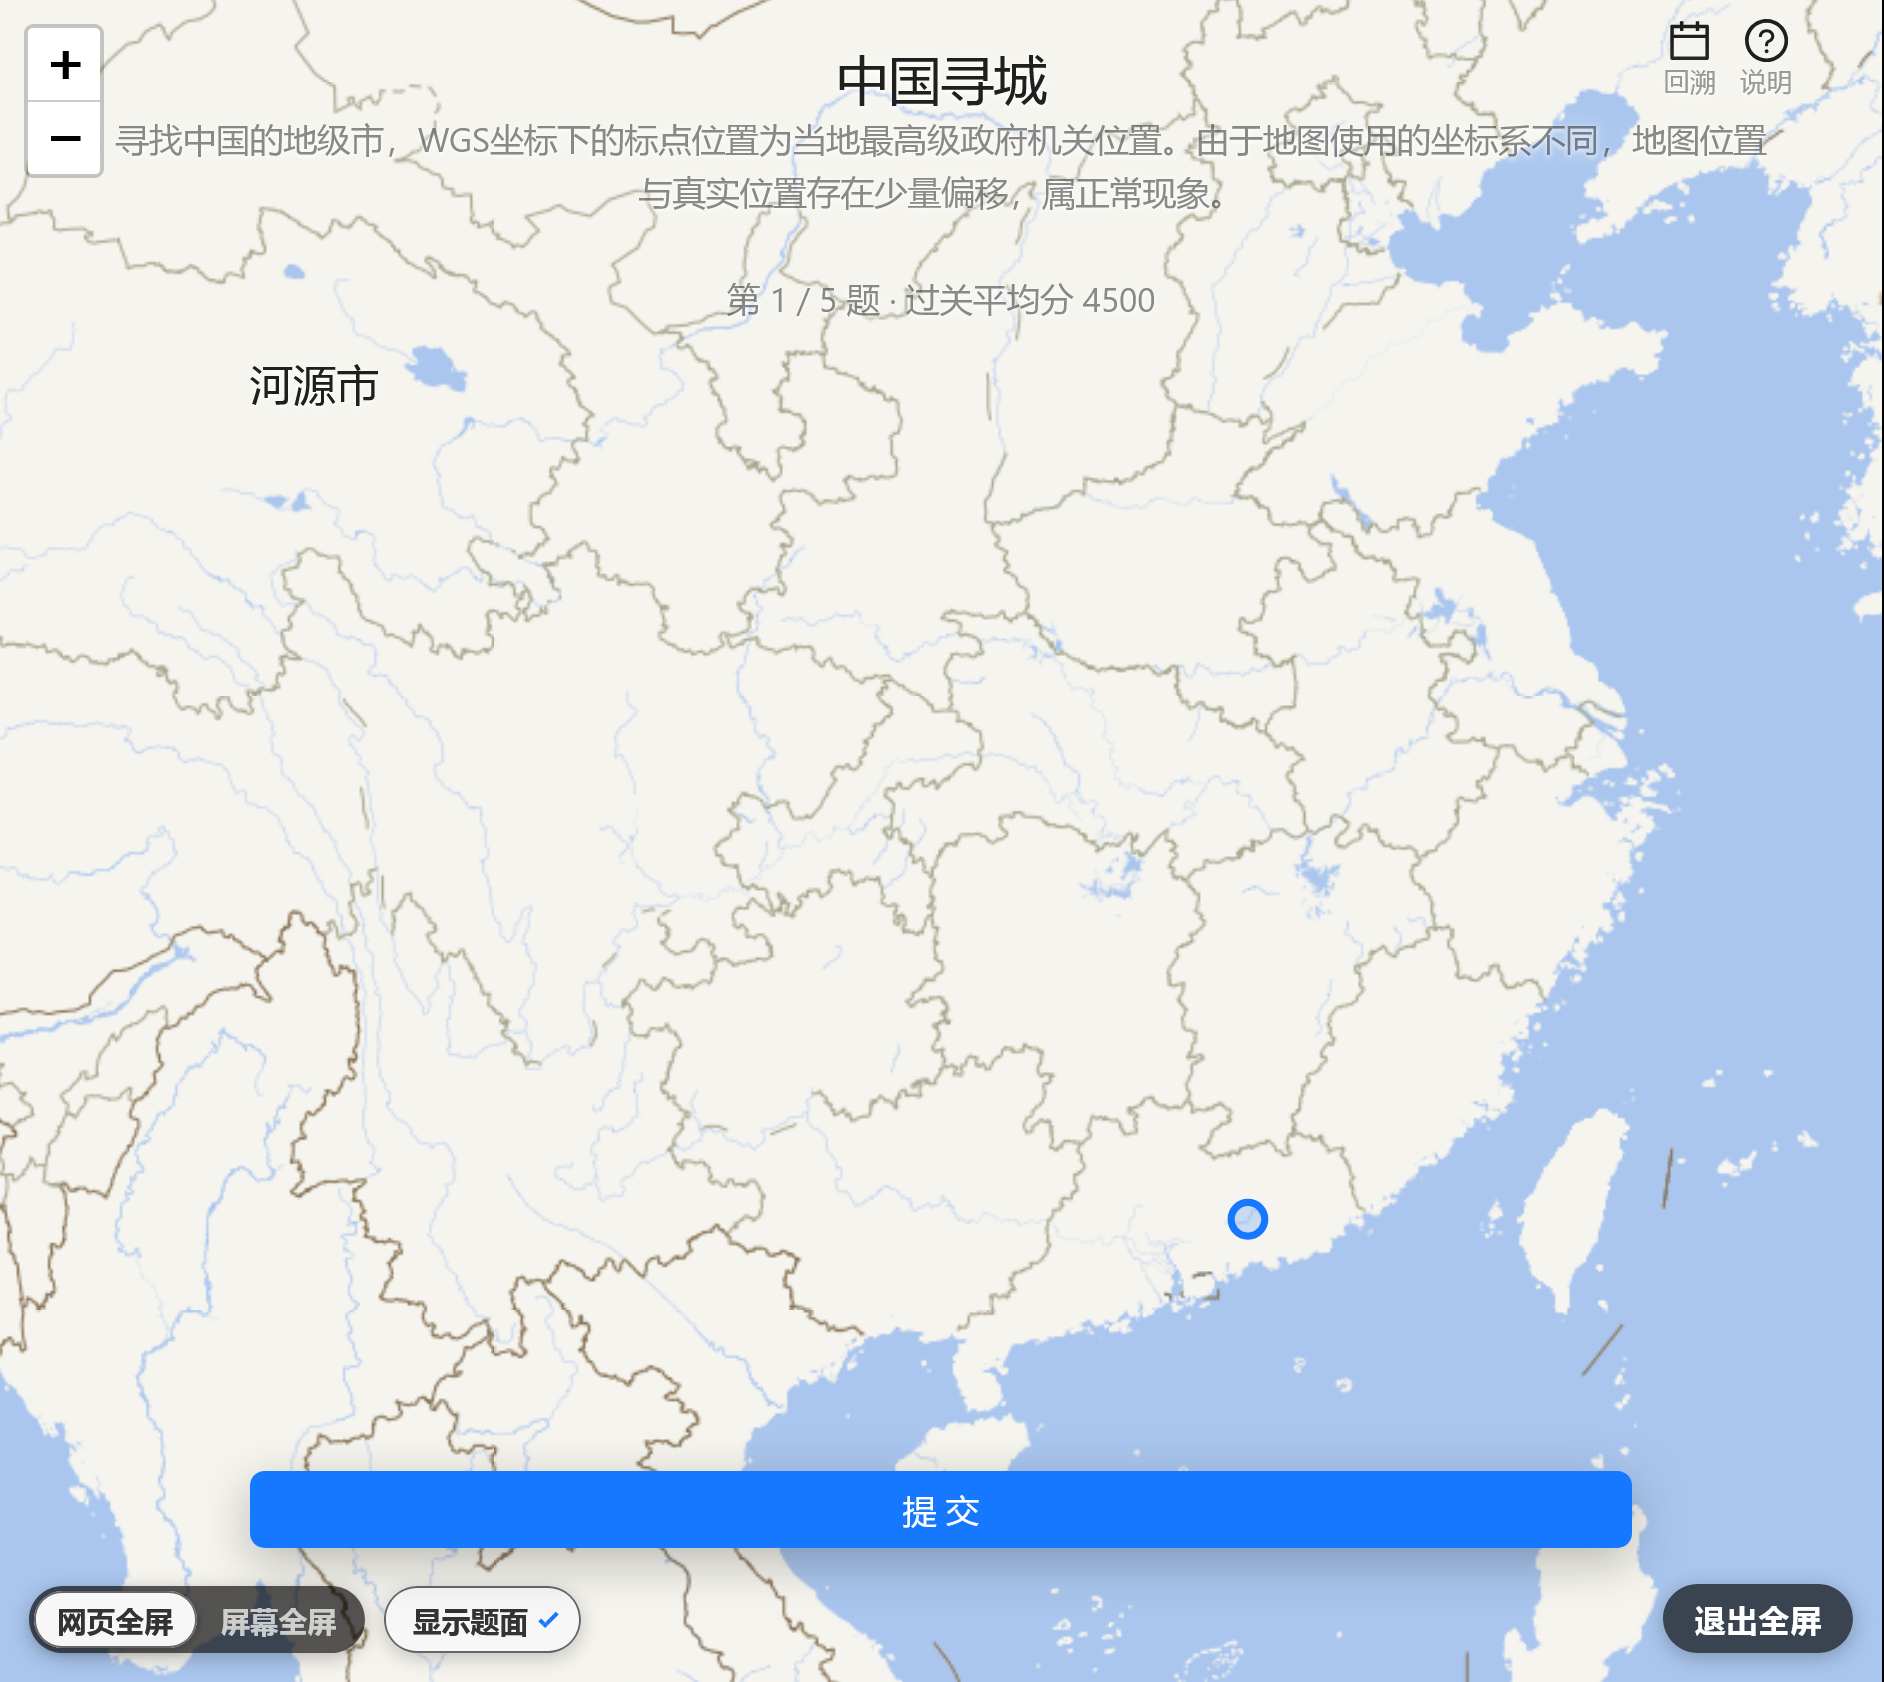 +
−
中国寻城
回溯
说明
寻找中国的地级市，WGS坐标下的标点位置为当地最高级政府机关位置。由于地图使用的坐标系不同，地图位置
与真实位置存在少量偏移，属正常现象。
第 1 / 5 题 · 过关平均分 4500
河源市
提 交
网页全屏
屏幕全屏
显示题面
退出全屏